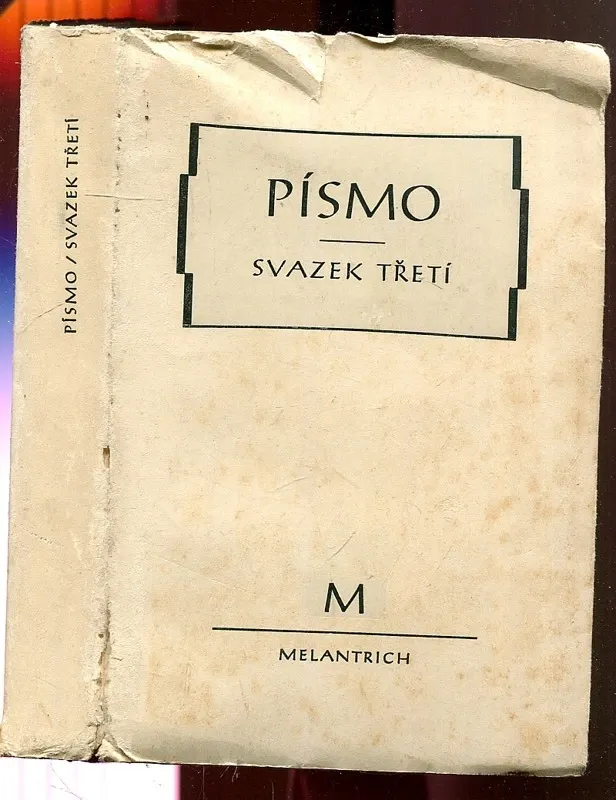 PÍSMO / SVAZEK TŘETÍ
PÍSMO
SVAZEK TŘETÍ
M
MELANTRICH